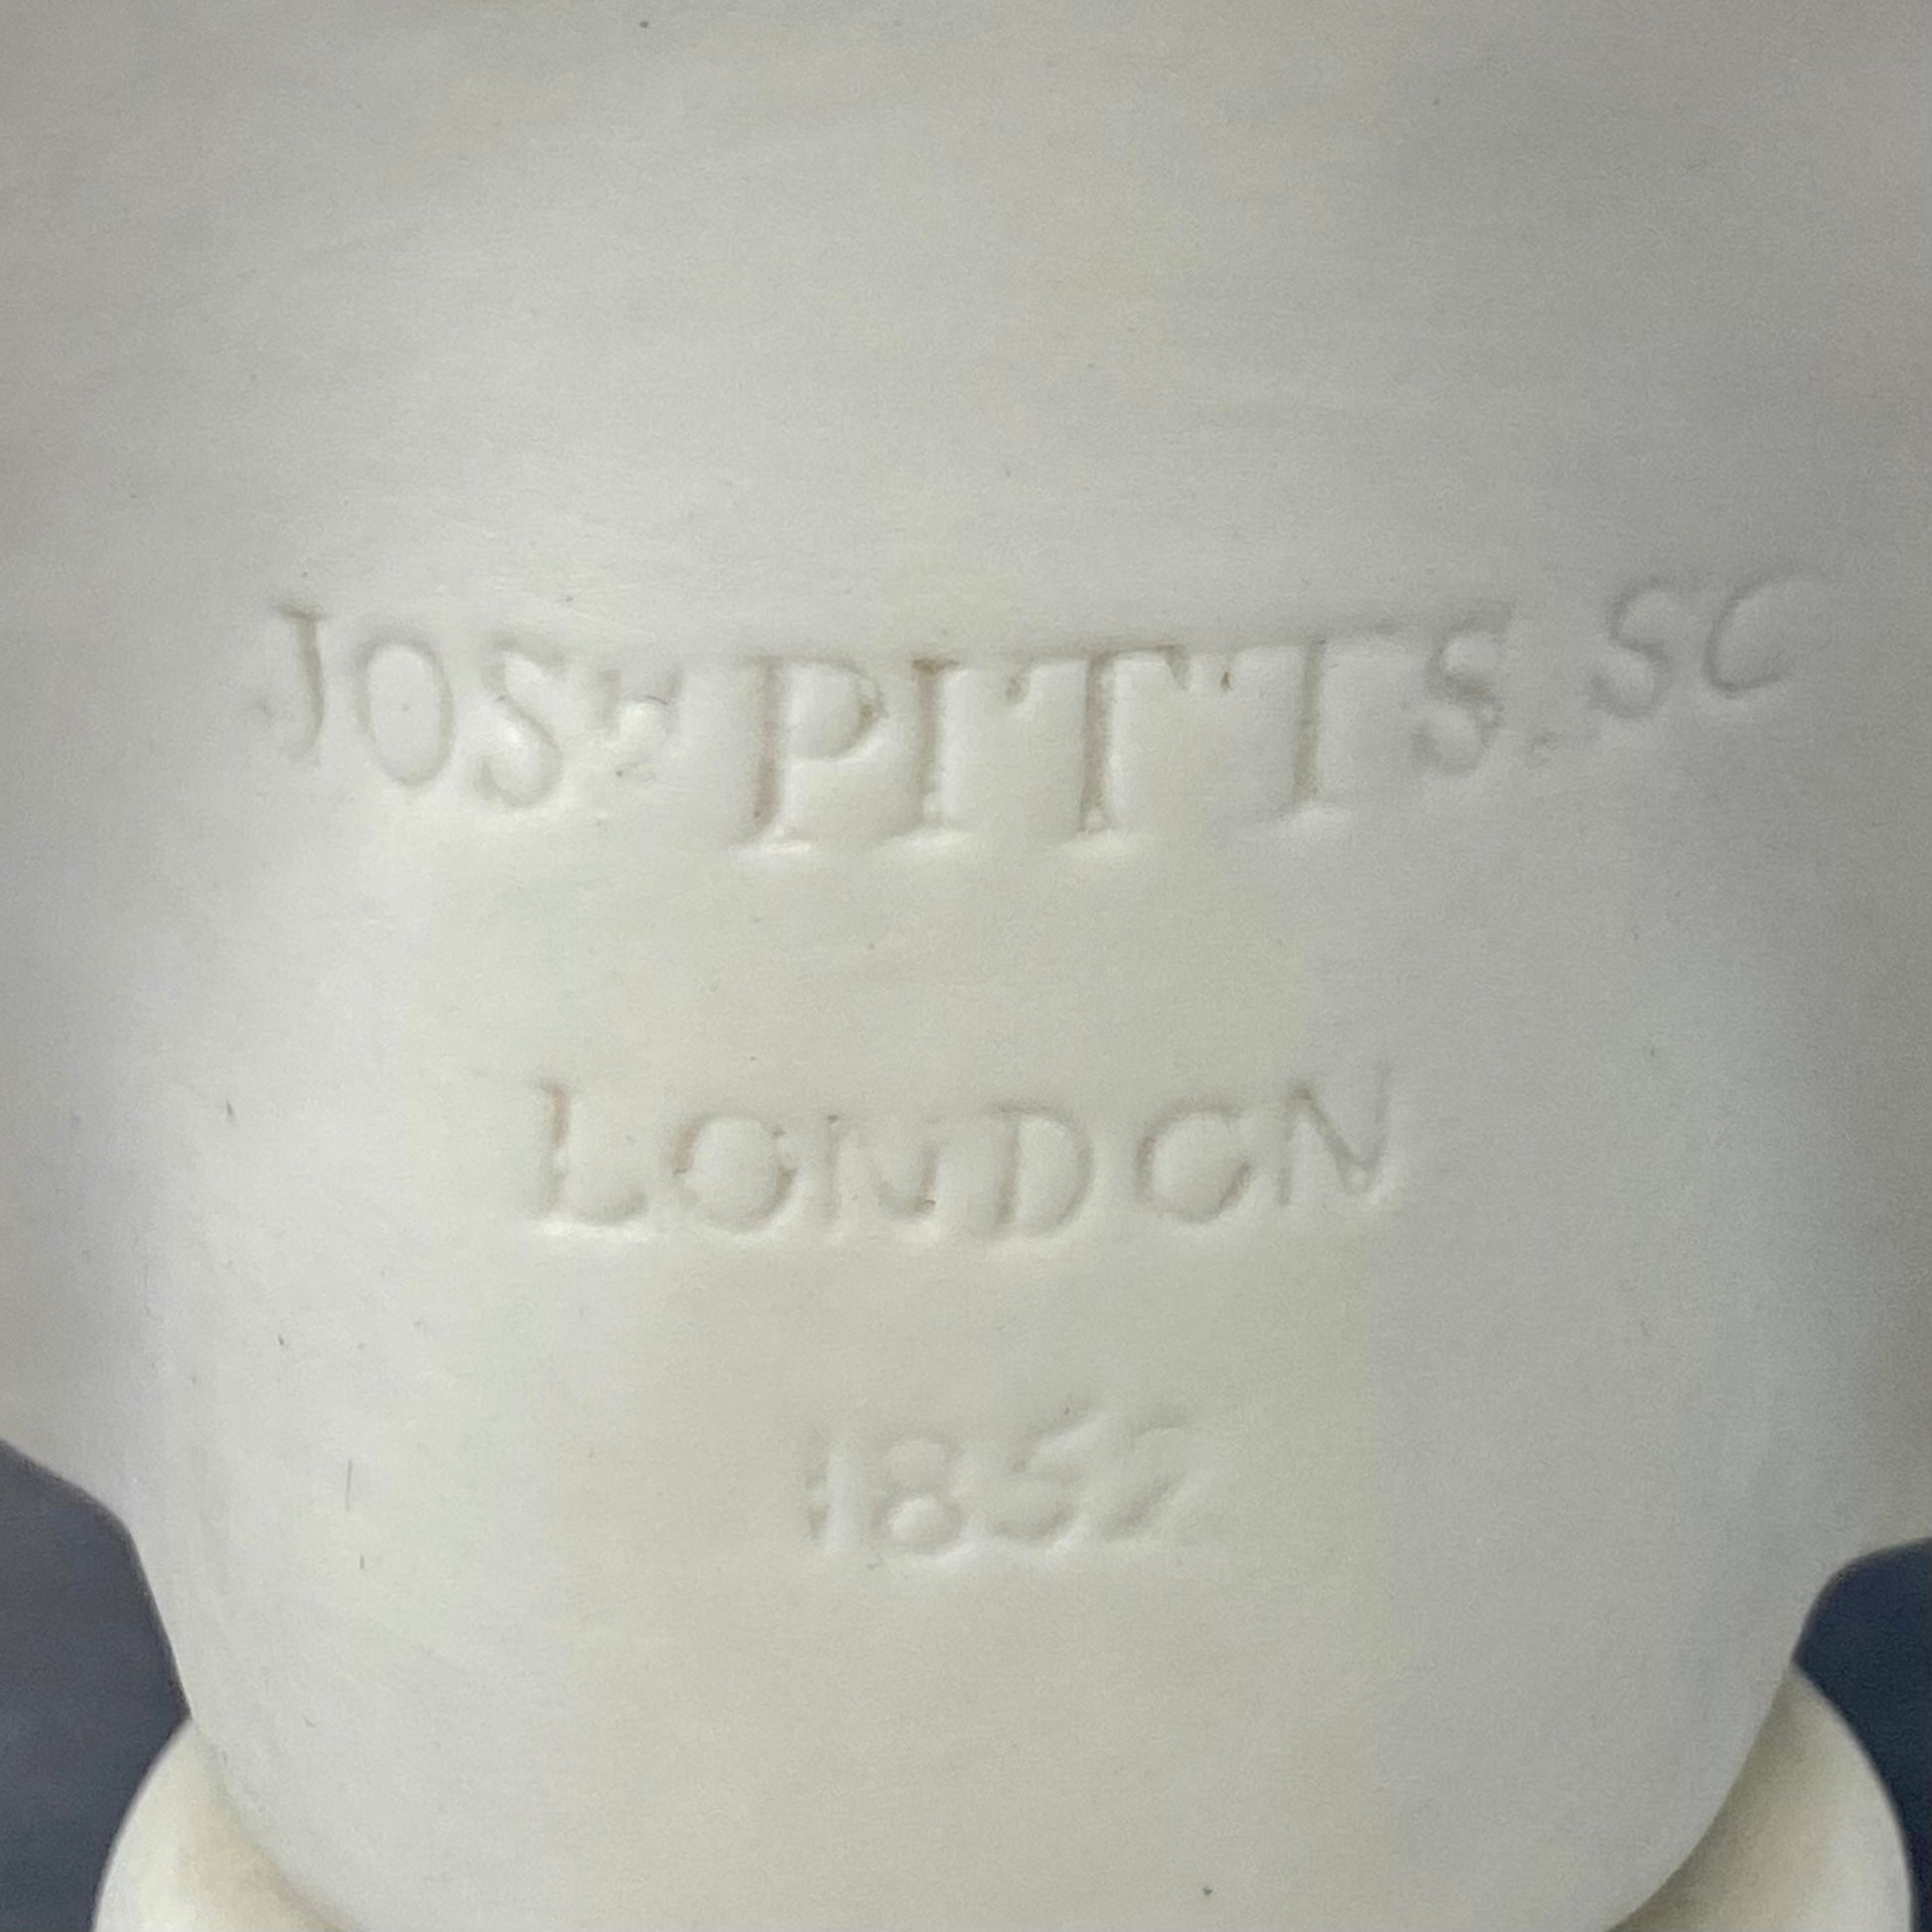 JOSH PITTS. SC
LONDON
1852